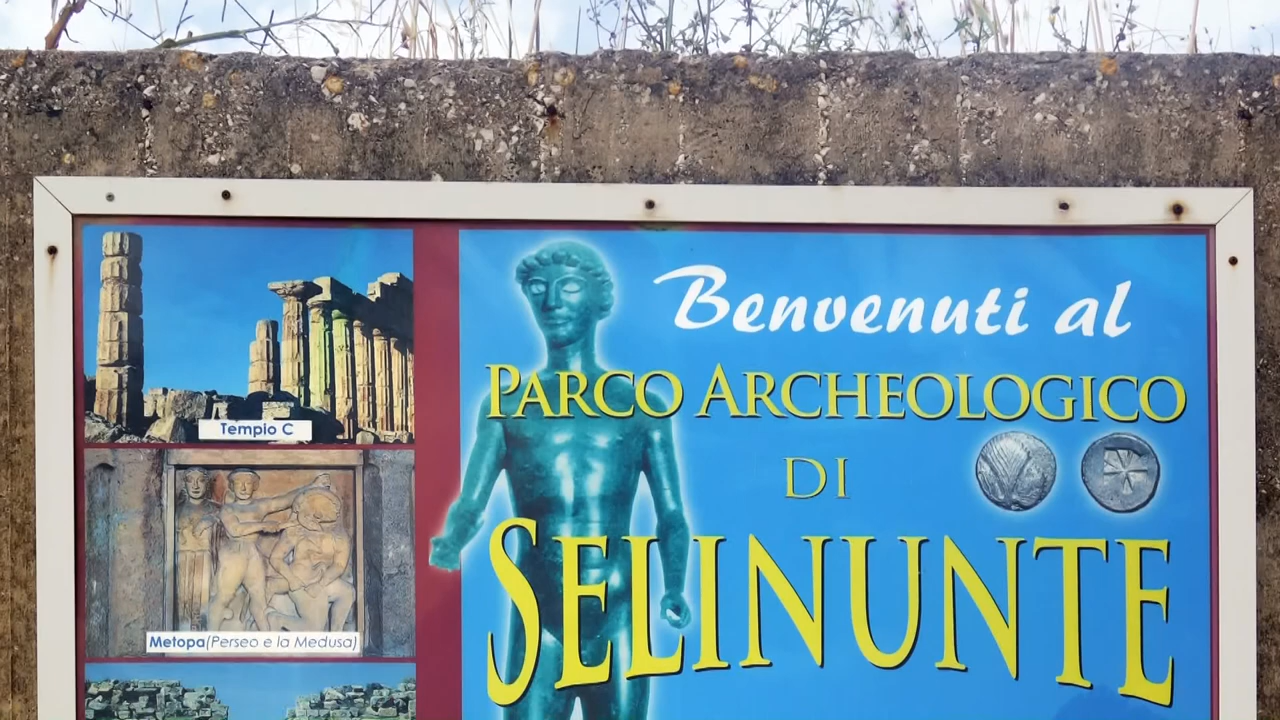 Benvenuti al
PARCO ARCHEOLOGICO
DI
SELINUNTE
Tempio C
Metopa(Perseo e la Medusa)